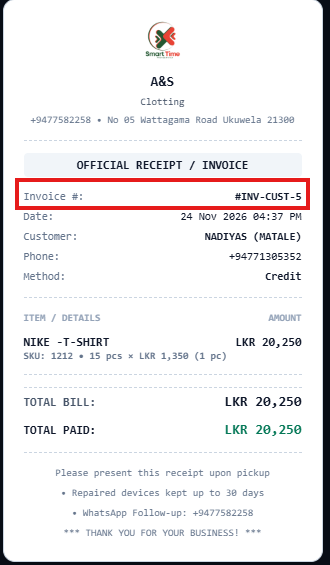 Smart Time
A&S
Clotting
+9477582258 • No 05 Wattagama Road Ukuwela 21300
OFFICIAL RECEIPT / INVOICE
Invoice #: #INV-CUST-5
Date: 24 Nov 2026 04:37 PM
Customer: NADIYAS (MATALE)
Phone: +94771305352
Method: Credit
ITEM / DETAILS AMOUNT
NIKE -T-SHIRT LKR 20,250
SKU: 1212 • 15 pcs × LKR 1,350 (1 pc)
TOTAL BILL: LKR 20,250
TOTAL PAID: LKR 20,250
Please present this receipt upon pickup
• Repaired devices kept up to 30 days
• WhatsApp Follow-up: +9477582258
*** THANK YOU FOR YOUR BUSINESS! ***